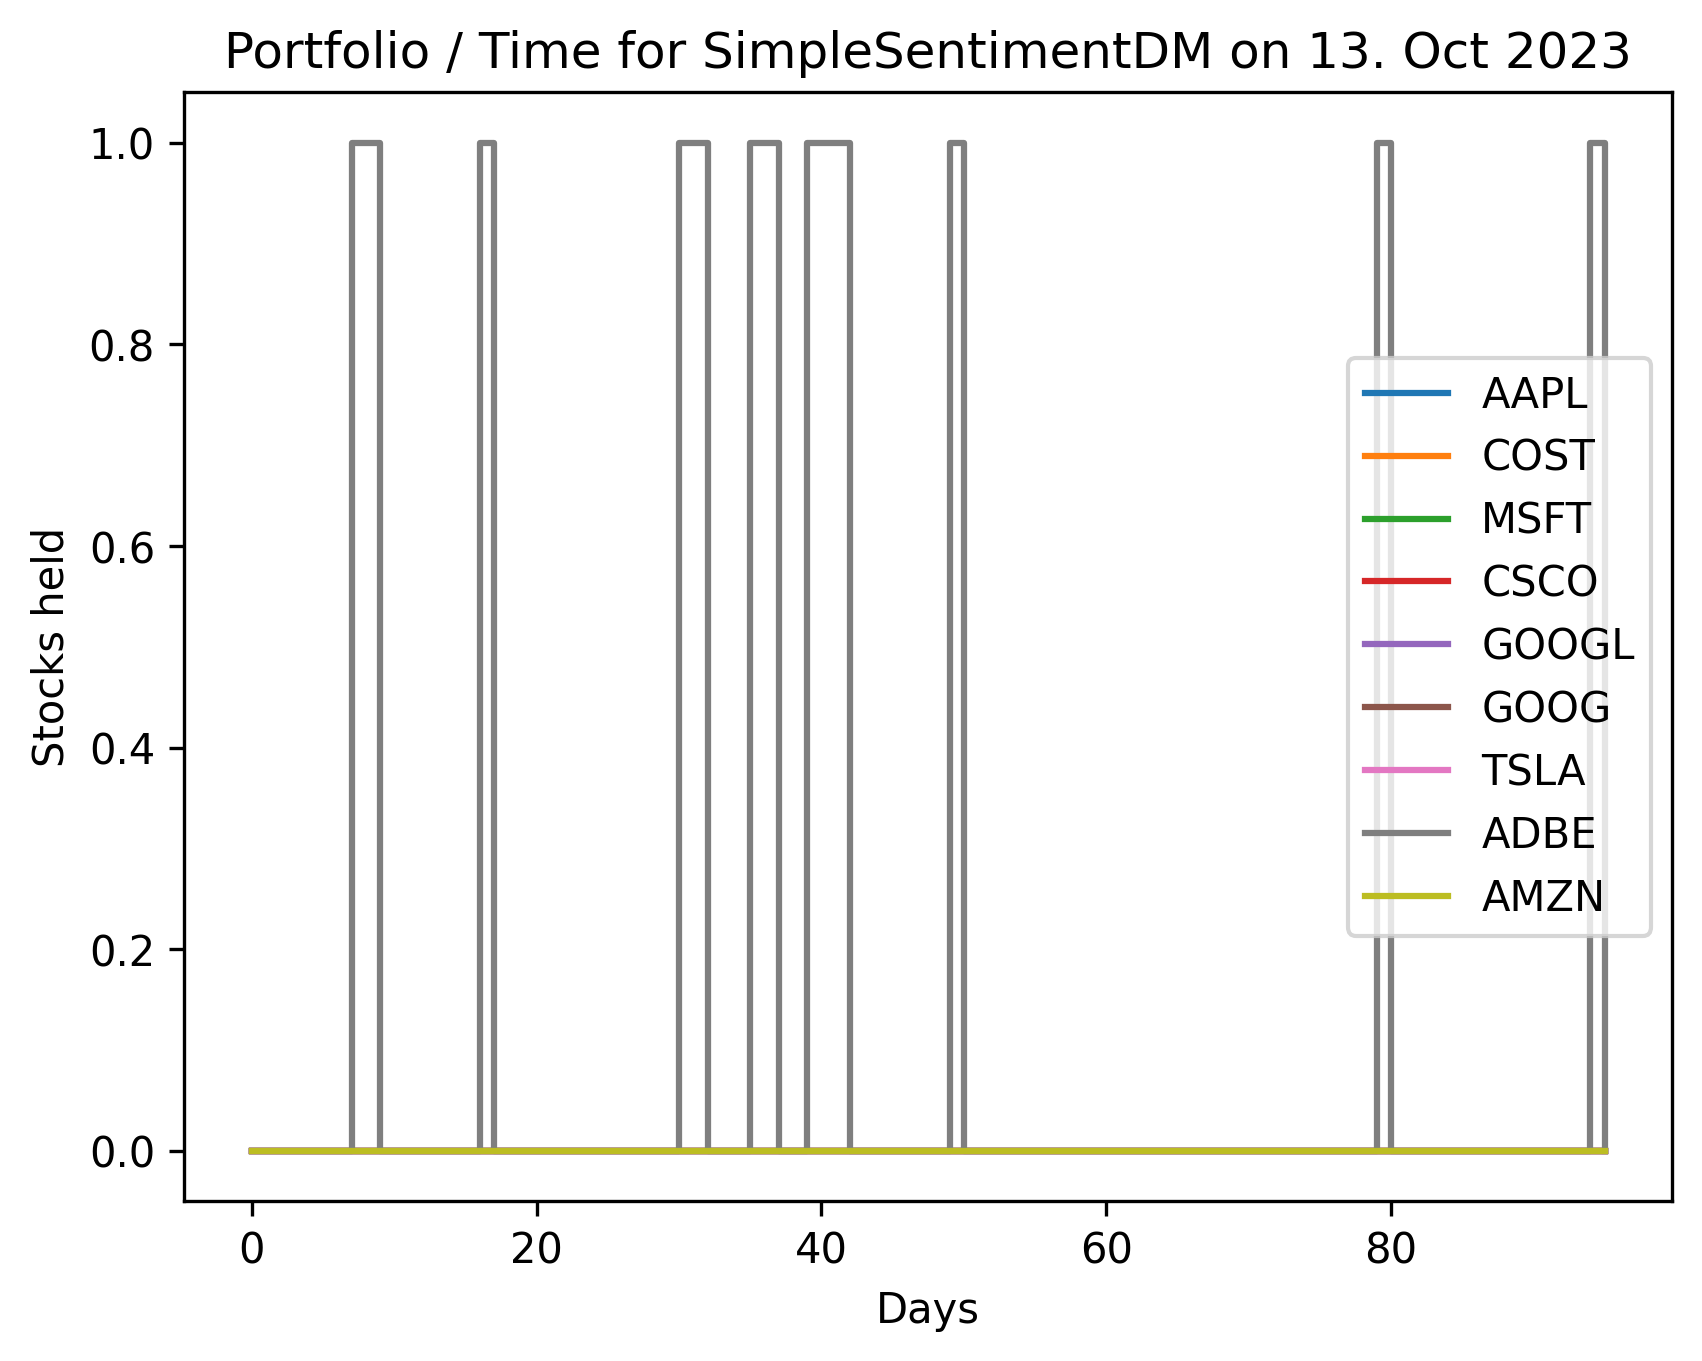 Portfolio / Time for SimpleSentimentDM on 13. Oct 2023
1.0
0.8
0.6
0.4
0.2
0.0
Stocks held
AAPL
COST
MSFT
CSCO
GOOGL
GOOG
TSLA
ADBE
AMZN
0 20 40 60 80
Days